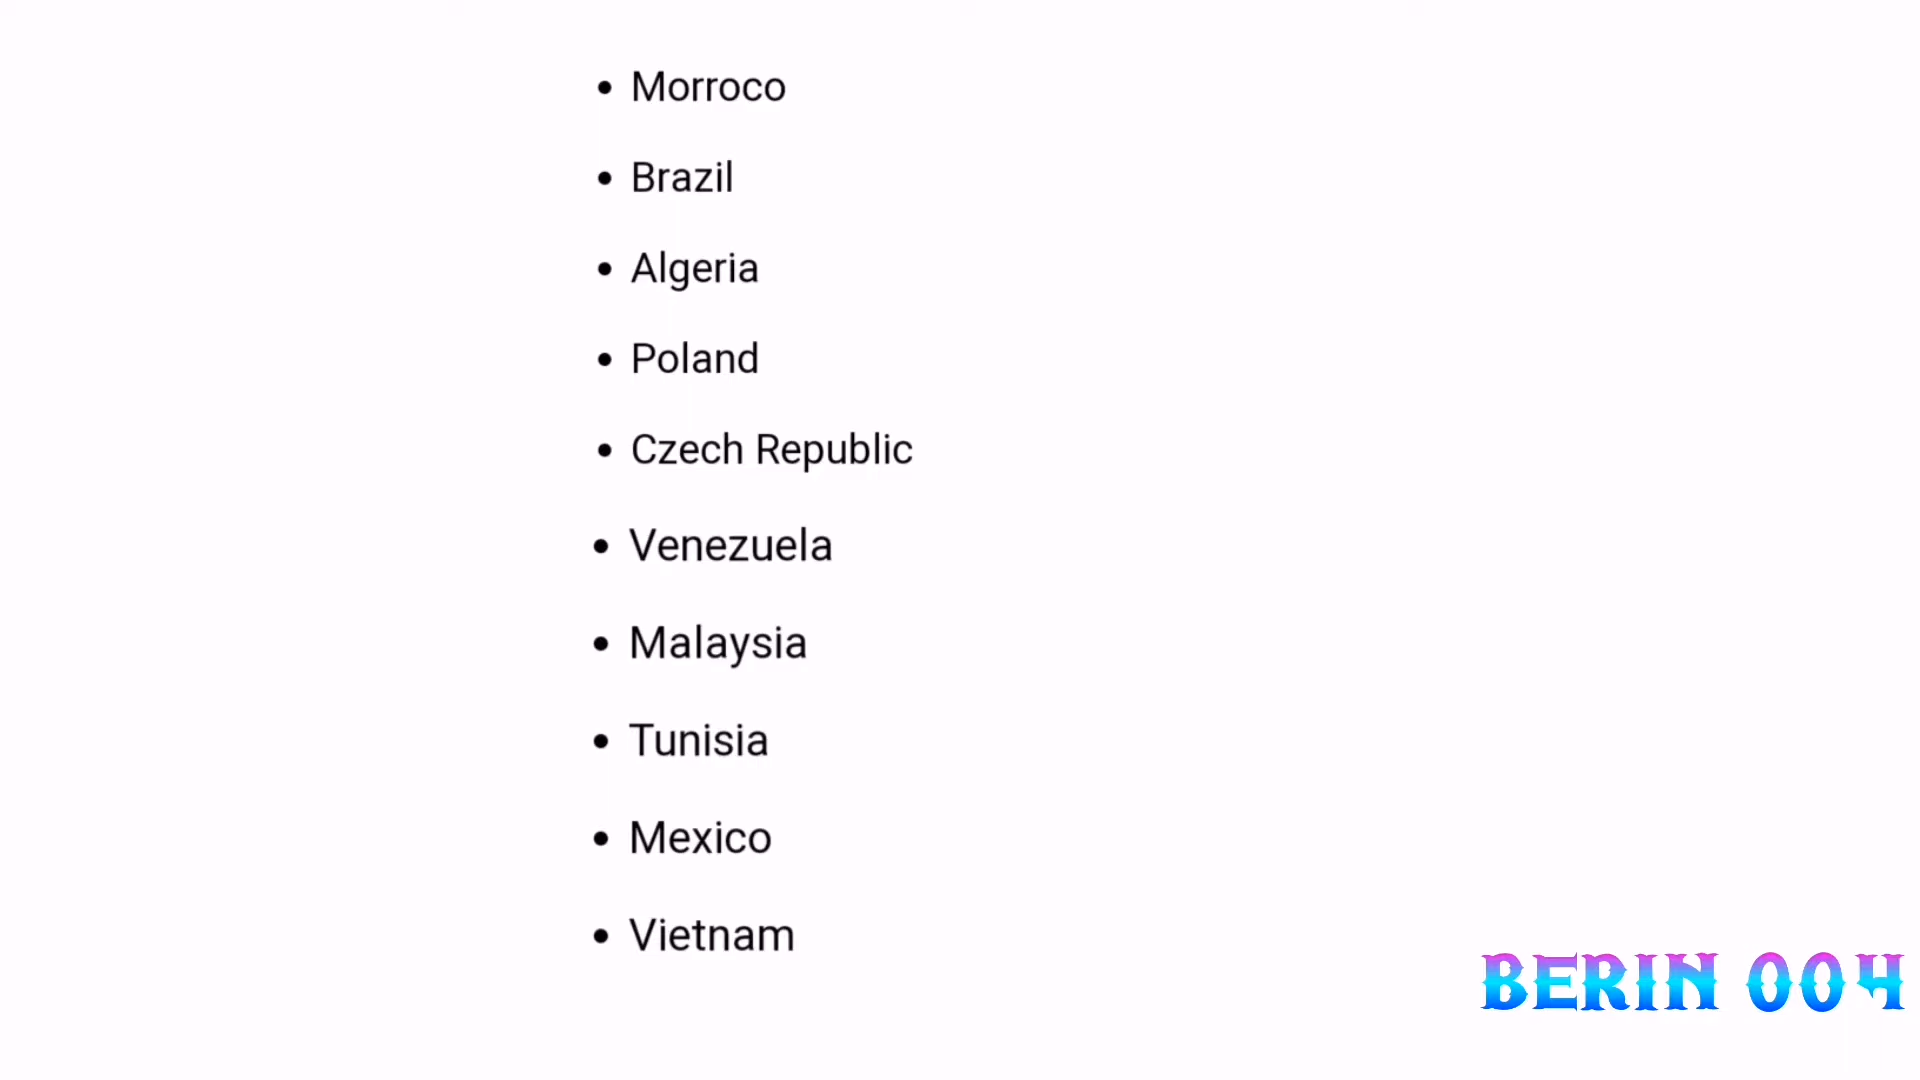 • Morroco
• Brazil
• Algeria
• Poland
• Czech Republic
• Venezuela
• Malaysia
• Tunisia
• Mexico
• Vietnam
BERIN 004